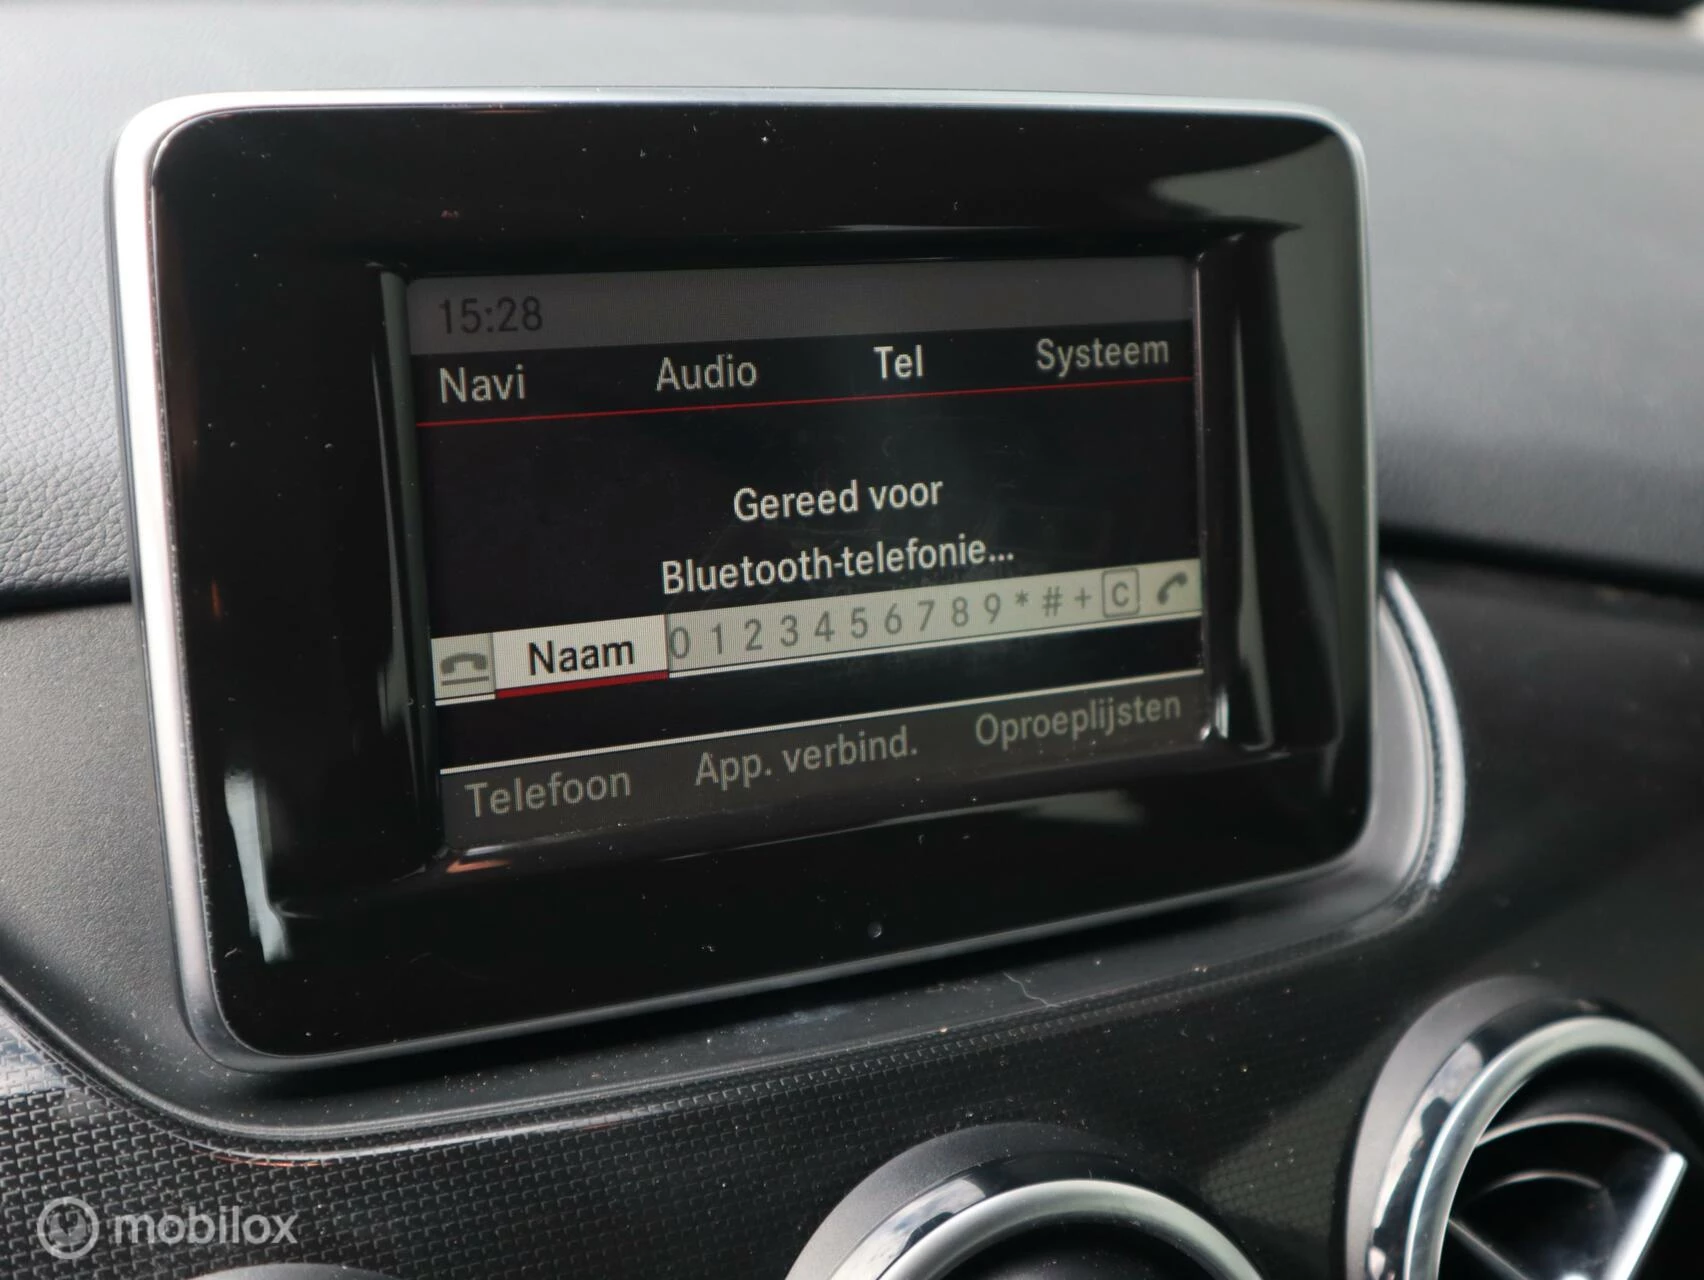 15:28
Navi Audio Tel Systeem
Gereed voor
Bluetooth-telefonie...
Naam 0 1 2 3 4 5 6 7 8 9 * # + C
Telefoon App. verbind. Oproeplijsten
mobilox